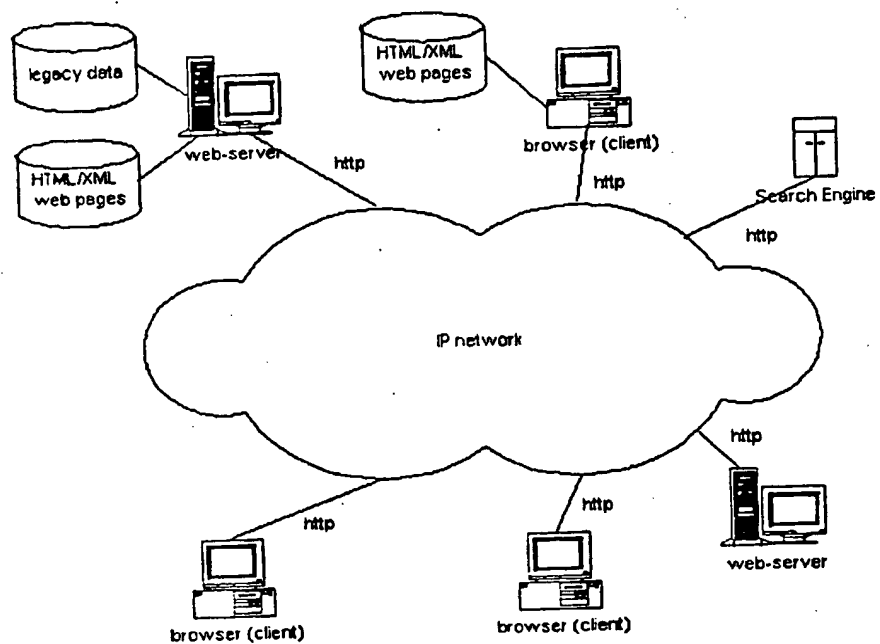 legacy data
HTML/XML
web pages
web-server
http
HTML/XML
web pages
browser (client)
http
Search Engine
http
IP network
http
web-server
http
browser (client)
http
browser (client)